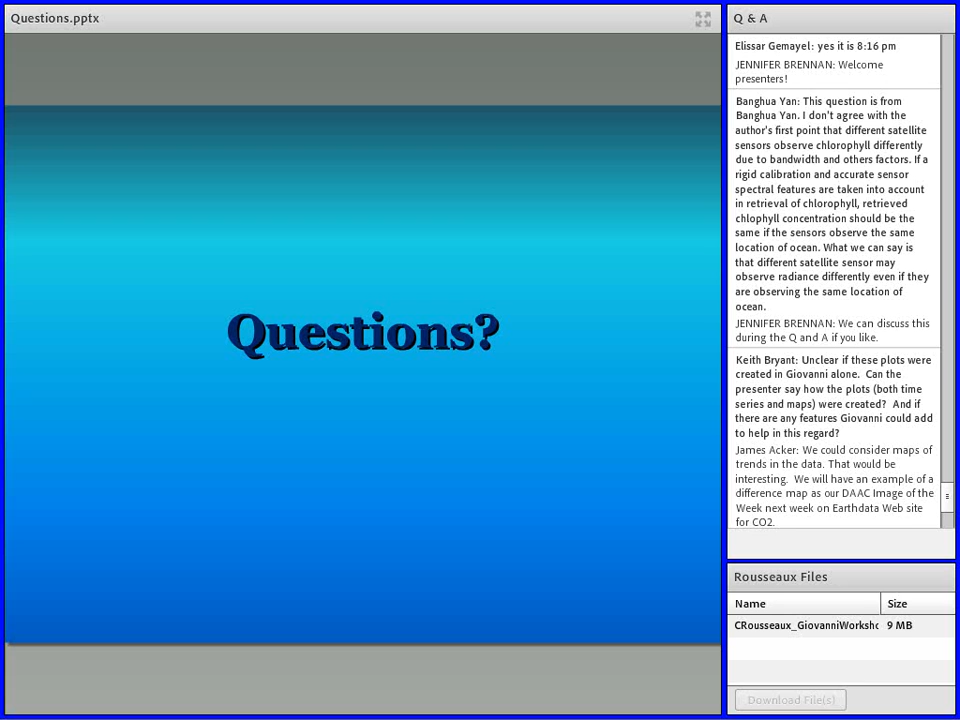 Questions.pptx
Questions?
Q & A
Elissar Gemayel: yes it is 8:16 pm
JENNIFER BRENNAN: Welcome
presenters!
Banghua Yan: This question is from
Banghua Yan. I don't agree with the
author's first point that different satellite
sensors observe chlorophyll differently
due to bandwidth and others factors. If a
rigid calibration and accurate sensor
spectral features are taken into account
in retrieval of chlorophyll, retrieved
chlophyll concentration should be the
same if the sensors observe the same
location of ocean. What we can say is
that different satellite sensor may
observe radiance differently even if they
are observing the same location of
ocean.
JENNIFER BRENNAN: We can discuss this
during the Q and A if you like.
Keith Bryant: Unclear if these plots were
created in Giovanni alone. Can the
presenter say how the plots (both time
series and maps) were created? And if
there are any features Giovanni could add
to help in this regard?
James Acker: We could consider maps of
trends in the data. That would be
interesting. We will have an example of a
difference map as our DAAC Image of the
Week next week on Earthdata Web site
for CO2.
Rousseaux Files
Name Size
CRousseaux_GiovanniWorksho 9 MB
Download File(s)